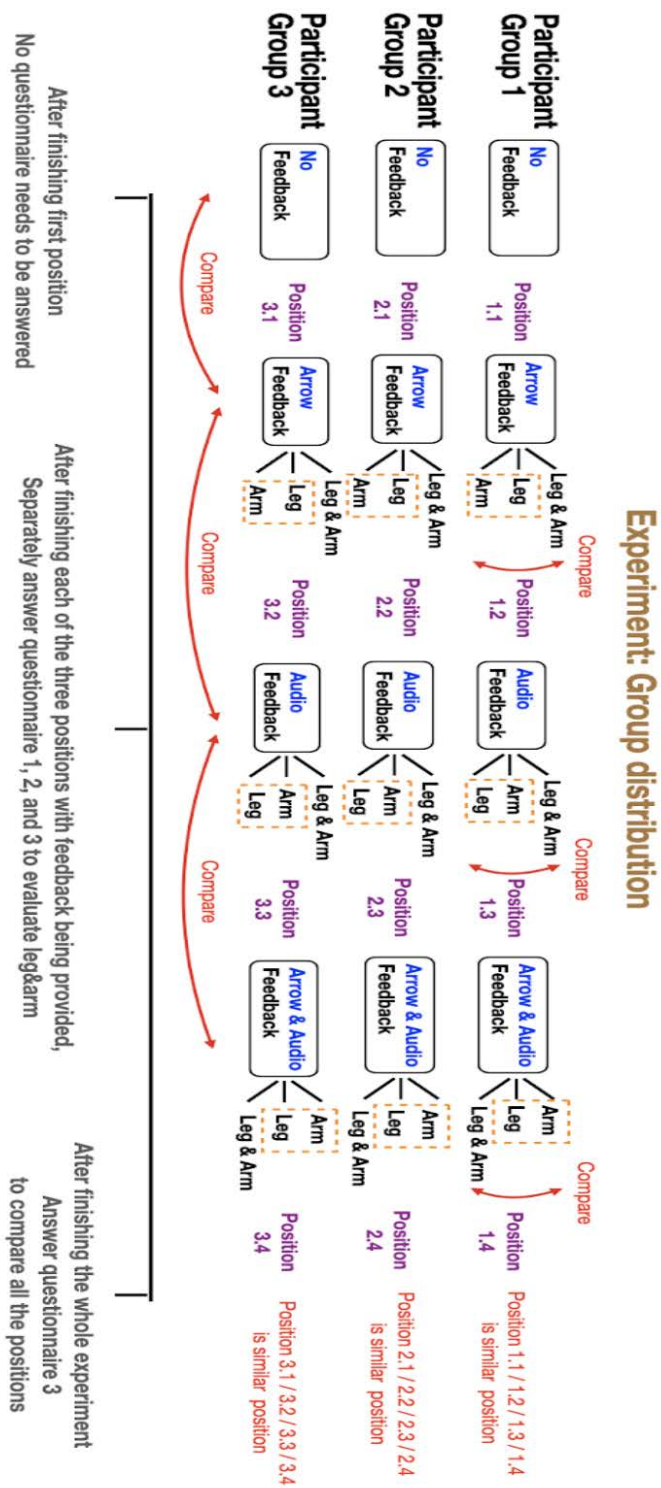 Experiment: Group distribution
Participant
Group 1
No
Feedback
Position
1.1
Arrow
Feedback
Leg & Arm
Leg
Arm
Compare
Position
1.2
Audio
Feedback
Leg & Arm
Arm
Leg
Compare
Position
1.3
Arrow & Audio
Feedback
Arm
Leg
Leg & Arm
Compare
Position
1.4
Position 1.1 / 1.2 / 1.3 / 1.4
is similar position
Participant
Group 2
No
Feedback
Position
2.1
Arrow
Feedback
Leg & Arm
Leg
Arm
Position
2.2
Audio
Feedback
Leg & Arm
Arm
Leg
Position
2.3
Arrow & Audio
Feedback
Arm
Leg
Leg & Arm
Position
2.4
Position 2.1 / 2.2 / 2.3 / 2.4
is similar position
Participant
Group 3
No
Feedback
Position
3.1
Arrow
Feedback
Leg & Arm
Leg
Arm
Position
3.2
Audio
Feedback
Leg & Arm
Arm
Leg
Position
3.3
Arrow & Audio
Feedback
Arm
Leg
Leg & Arm
Position
3.4
Position 3.1 / 3.2 / 3.3 / 3.4
is similar position
Compare
Compare
Compare
After finishing first position
No questionnaire needs to be answered
After finishing each of the three positions with feedback being provided,
Separately answer questionnaire 1, 2, and 3 to evaluate leg&arm
After finishing the whole experiment
Answer questionnaire 3
to compare all the positions